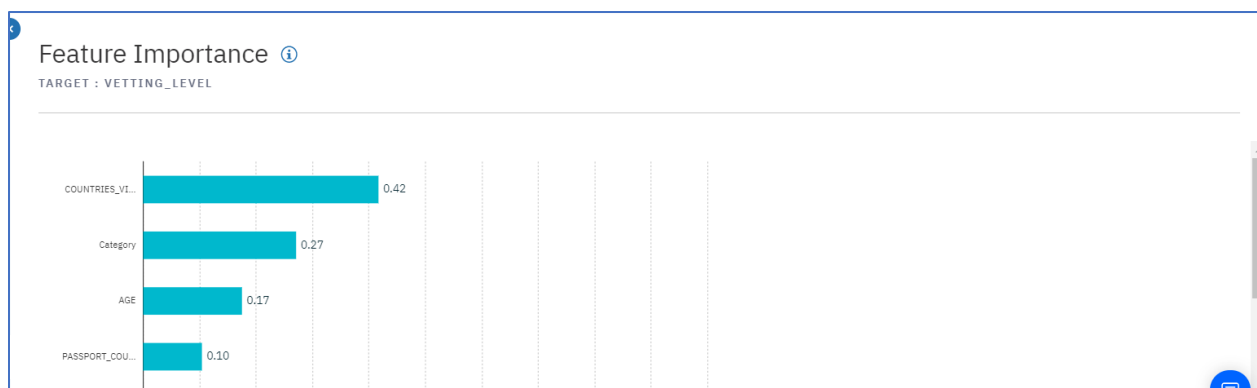 Feature Importance
TARGET : VETTING_LEVEL
COUNTRIES_VI... 0.42
Category 0.27
AGE 0.17
PASSPORT_COU... 0.10